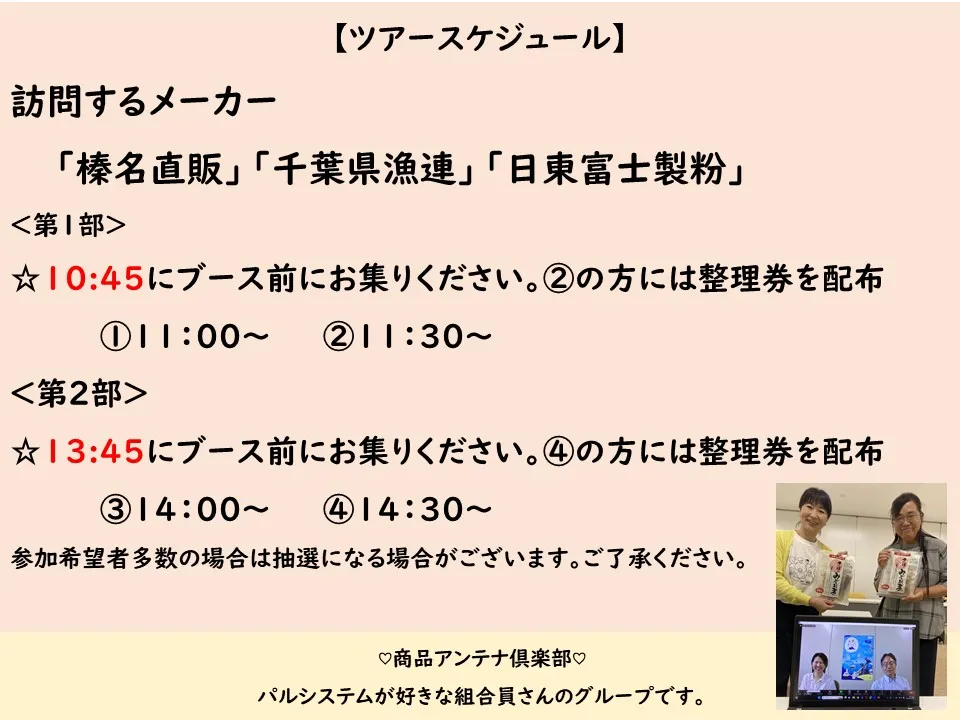 【ツアースケジュール】
訪問するメーカー
「榛名直販」「千葉県漁連」「日東富士製粉」
<第1部>
☆10:45にブース前にお集りください。②の方には整理券を配布
①11:00~ ②11:30~
<第2部>
☆13:45にブース前にお集りください。④の方には整理券を配布
③14:00~ ④14:30~
参加希望者多数の場合は抽選になる場合がございます。ご了承ください。
♡商品アンテナ倶楽部♡
パルシステムが好きな組合員さんのグループです。